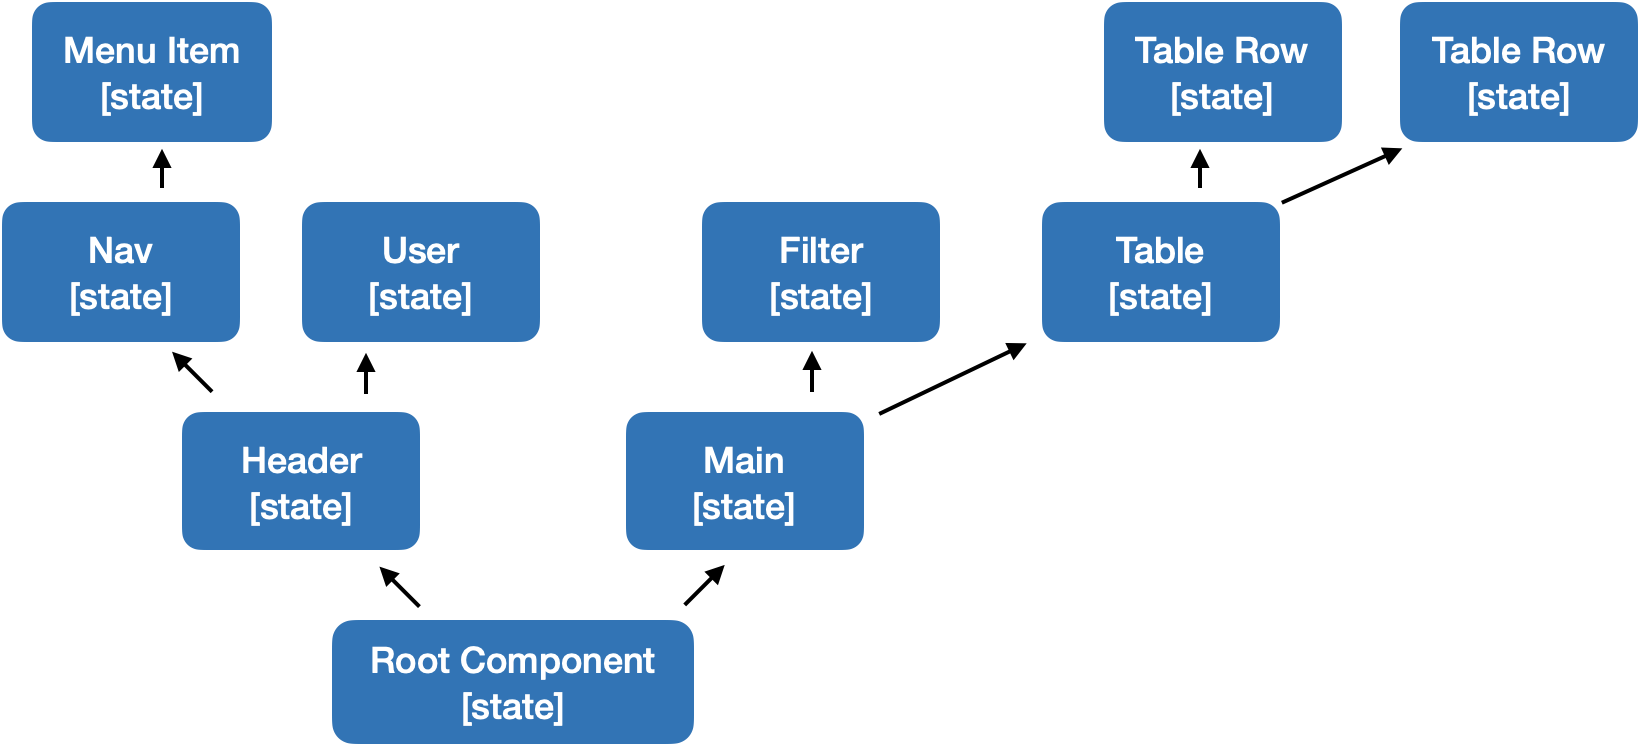 Menu Item
[state]
Table Row
[state]
Table Row
[state]
Nav
[state]
User
[state]
Filter
[state]
Table
[state]
Header
[state]
Main
[state]
Root Component
[state]